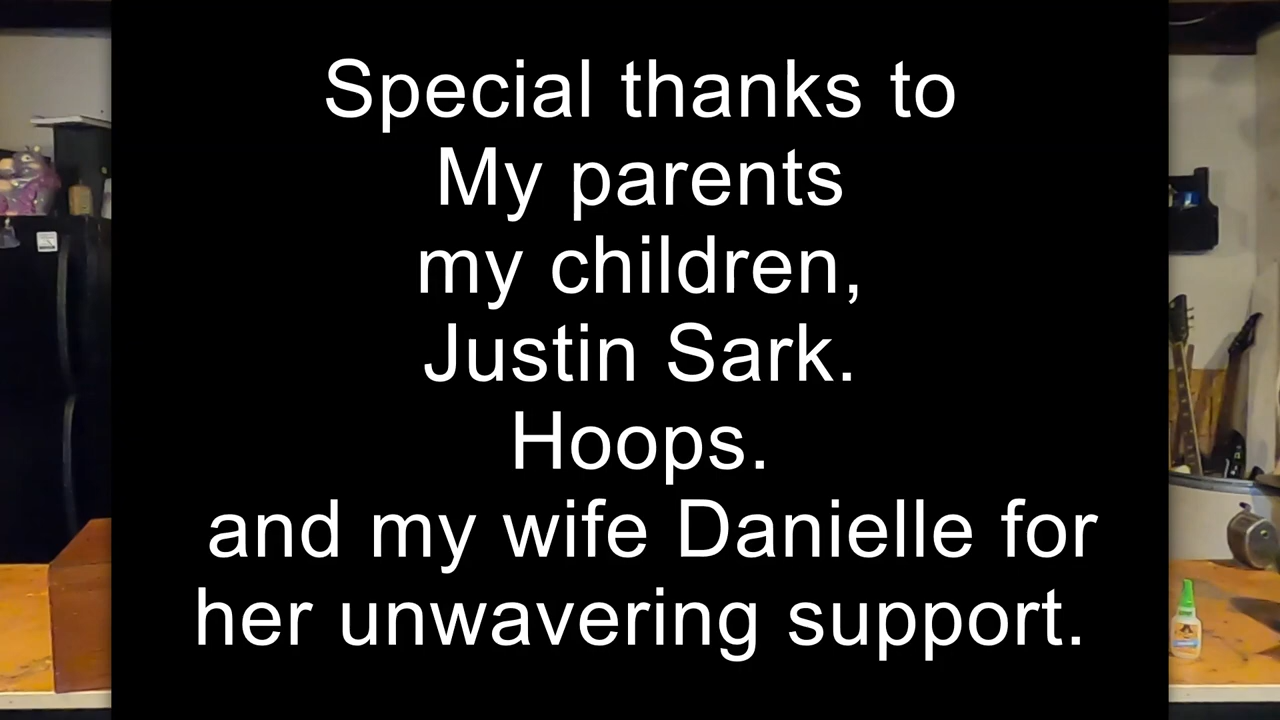 Special thanks to
My parents
my children,
Justin Sark.
Hoops.
and my wife Danielle for
her unwavering support.